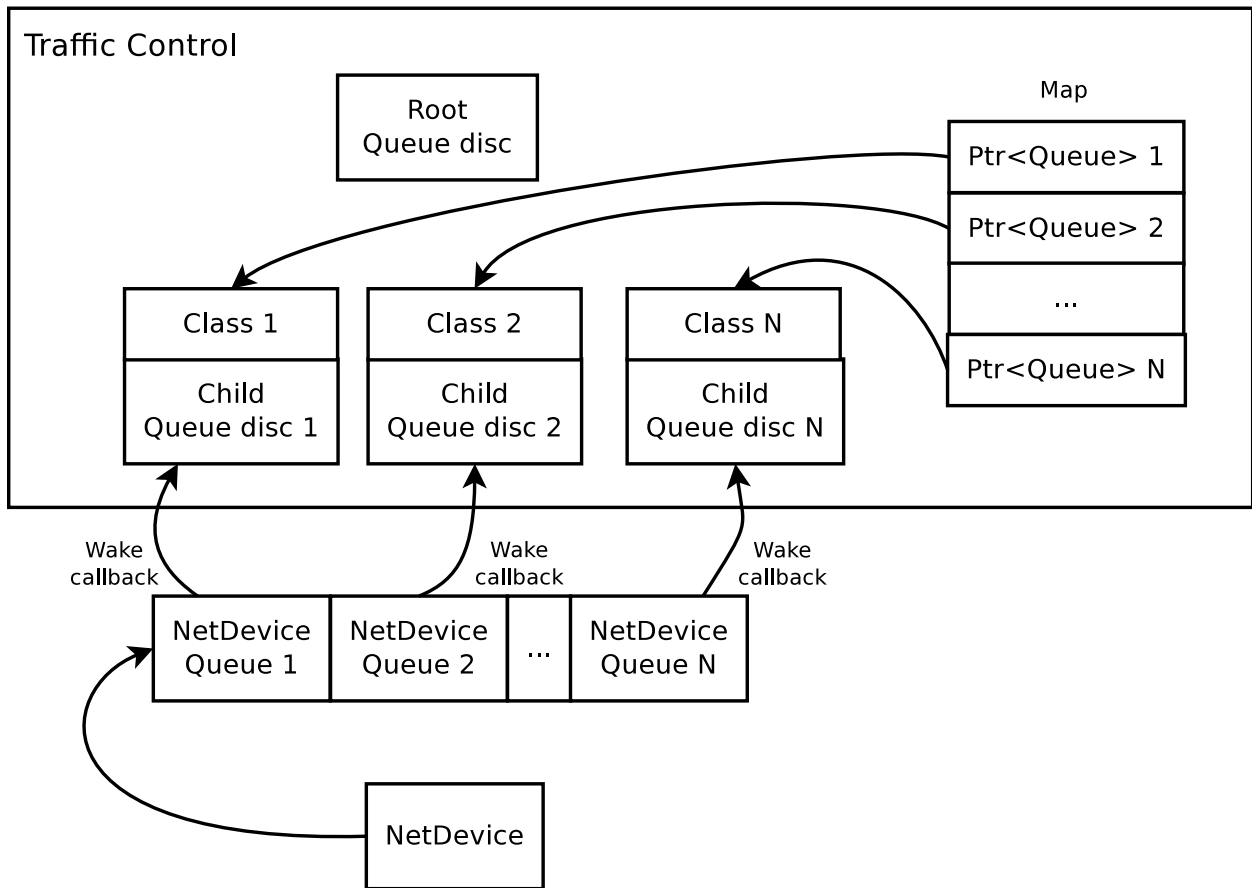 Traffic Control
Root
Queue disc
Map
Ptr<Queue> 1
Ptr<Queue> 2
...
Ptr<Queue> N
Class 1
Child
Queue disc 1
Class 2
Child
Queue disc 2
Class N
Child
Queue disc N
Wake
callback
Wake
callback
Wake
callback
NetDevice
Queue 1
NetDevice
Queue 2
...
NetDevice
Queue N
NetDevice